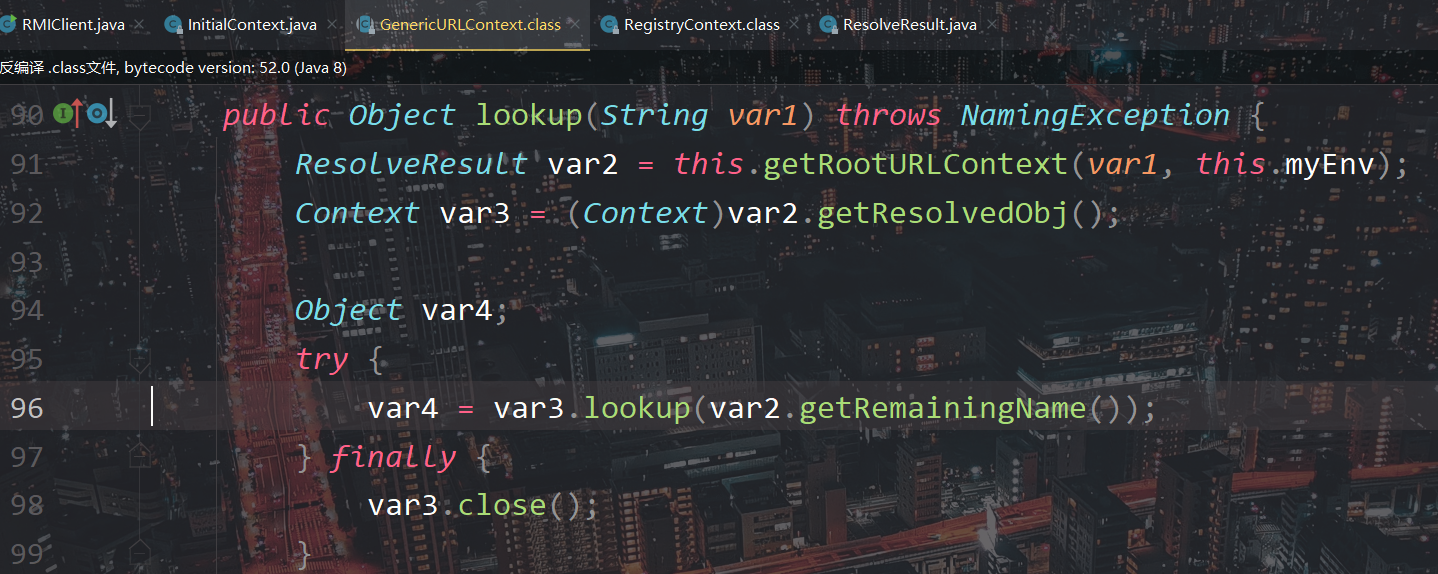 RMIClient.java InitialContext.java GenericURLContext.class RegistryContext.class ResolveResult.java
反编译 .class文件, bytecode version: 52.0 (Java 8)
90 public Object lookup(String var1) throws NamingException {
91 ResolveResult var2 = this.getRootURLContext(var1, this.myEnv);
92 Context var3 = (Context)var2.getResolvedObj();
93
94 Object var4;
95 try {
96 var4 = var3.lookup(var2.getRemainingName());
97 } finally {
98 var3.close();
99 }